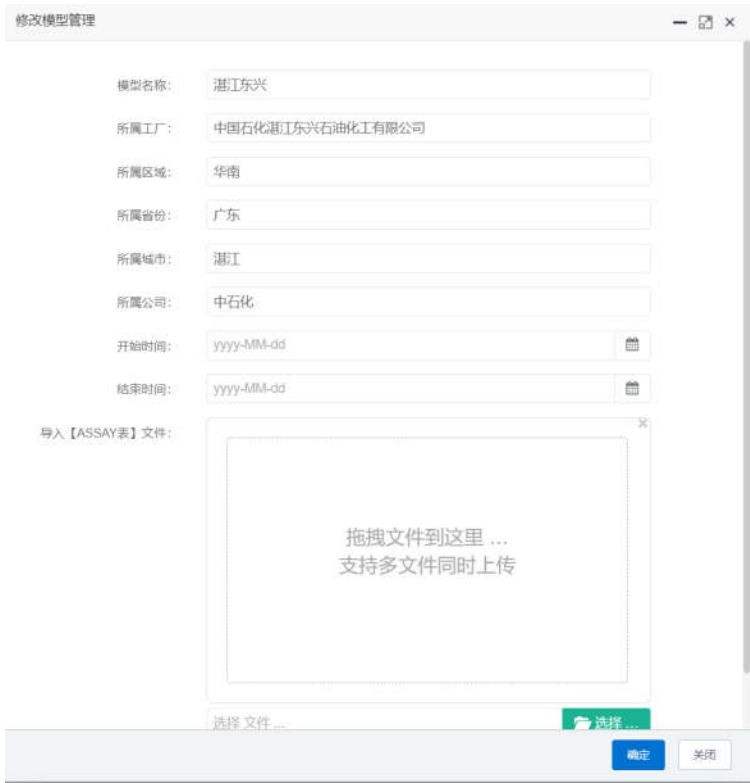 修改模型管理
模型名称： 湛江东兴
所属工厂： 中国石化湛江东兴石油化工有限公司
所属区域： 华南
所属省份： 广东
所属城市： 湛江
所属公司： 中石化
开始时间： yyyy-MM-dd
结束时间： yyyy-MM-dd
导入【ASSAY表】文件：
拖拽文件到这里 …
支持多文件同时上传
选择 文件 ...
选择 ...
确定 关闭